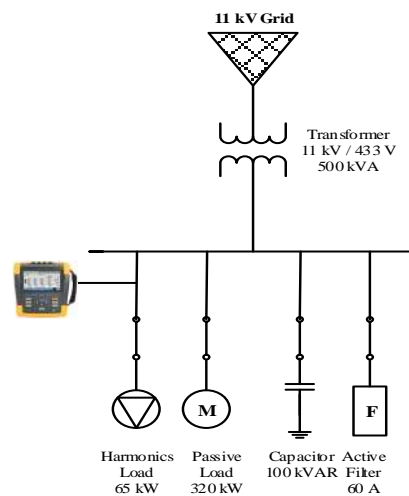 11 kV Grid
Transformer
11 kV / 433 V
500 kVA
M
F
Harmonics
Load
65 kW
Passive
Load
320 kW
Capacitor
100 kVAR
Active
Filter
60 A